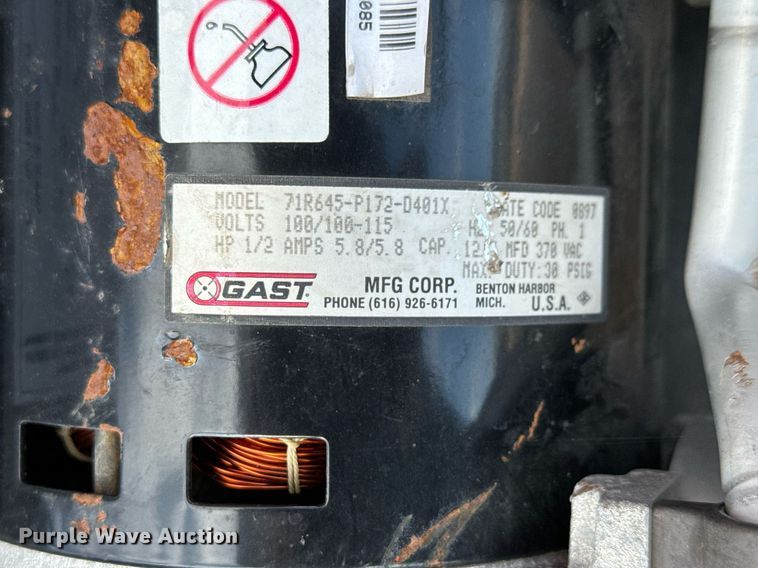 085
MODEL 71R645-P172-D401X DATE CODE 0897
VOLTS 100/100-115 50/60 PH. 1
HP 1/2 AMPS 5.8/5.8 CAP. MFD 370 VAC
MAX DUTY:30 PSIG
GAST MFG CORP. BENTON HARBOR
PHONE (616) 926-6171 MICH. U.S.A.
Purple Wave Auction